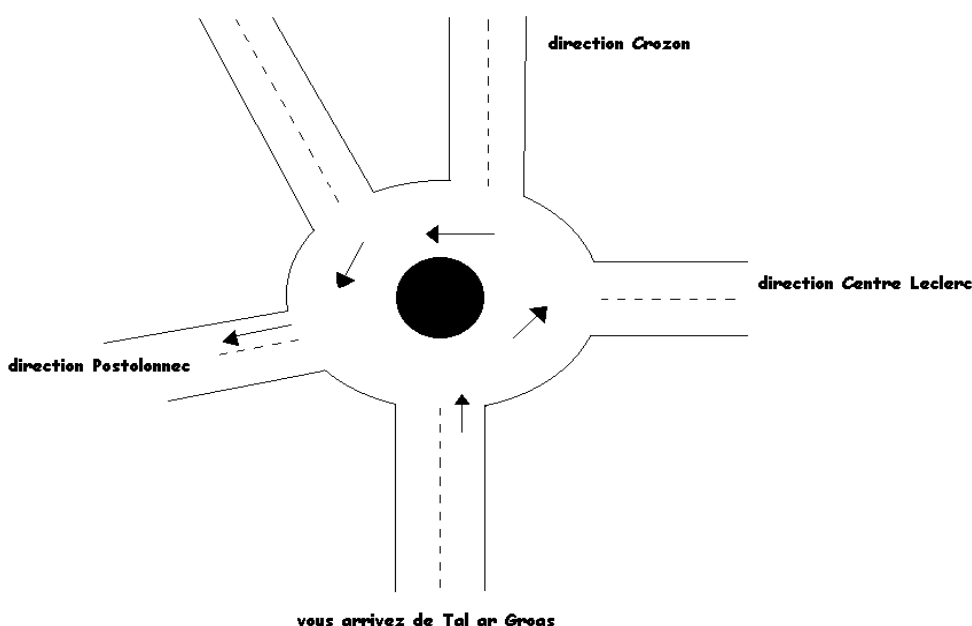 direction Crozon
direction Centre Leclerc
direction Postolonnec
vous arrivez de Tal ar Groas